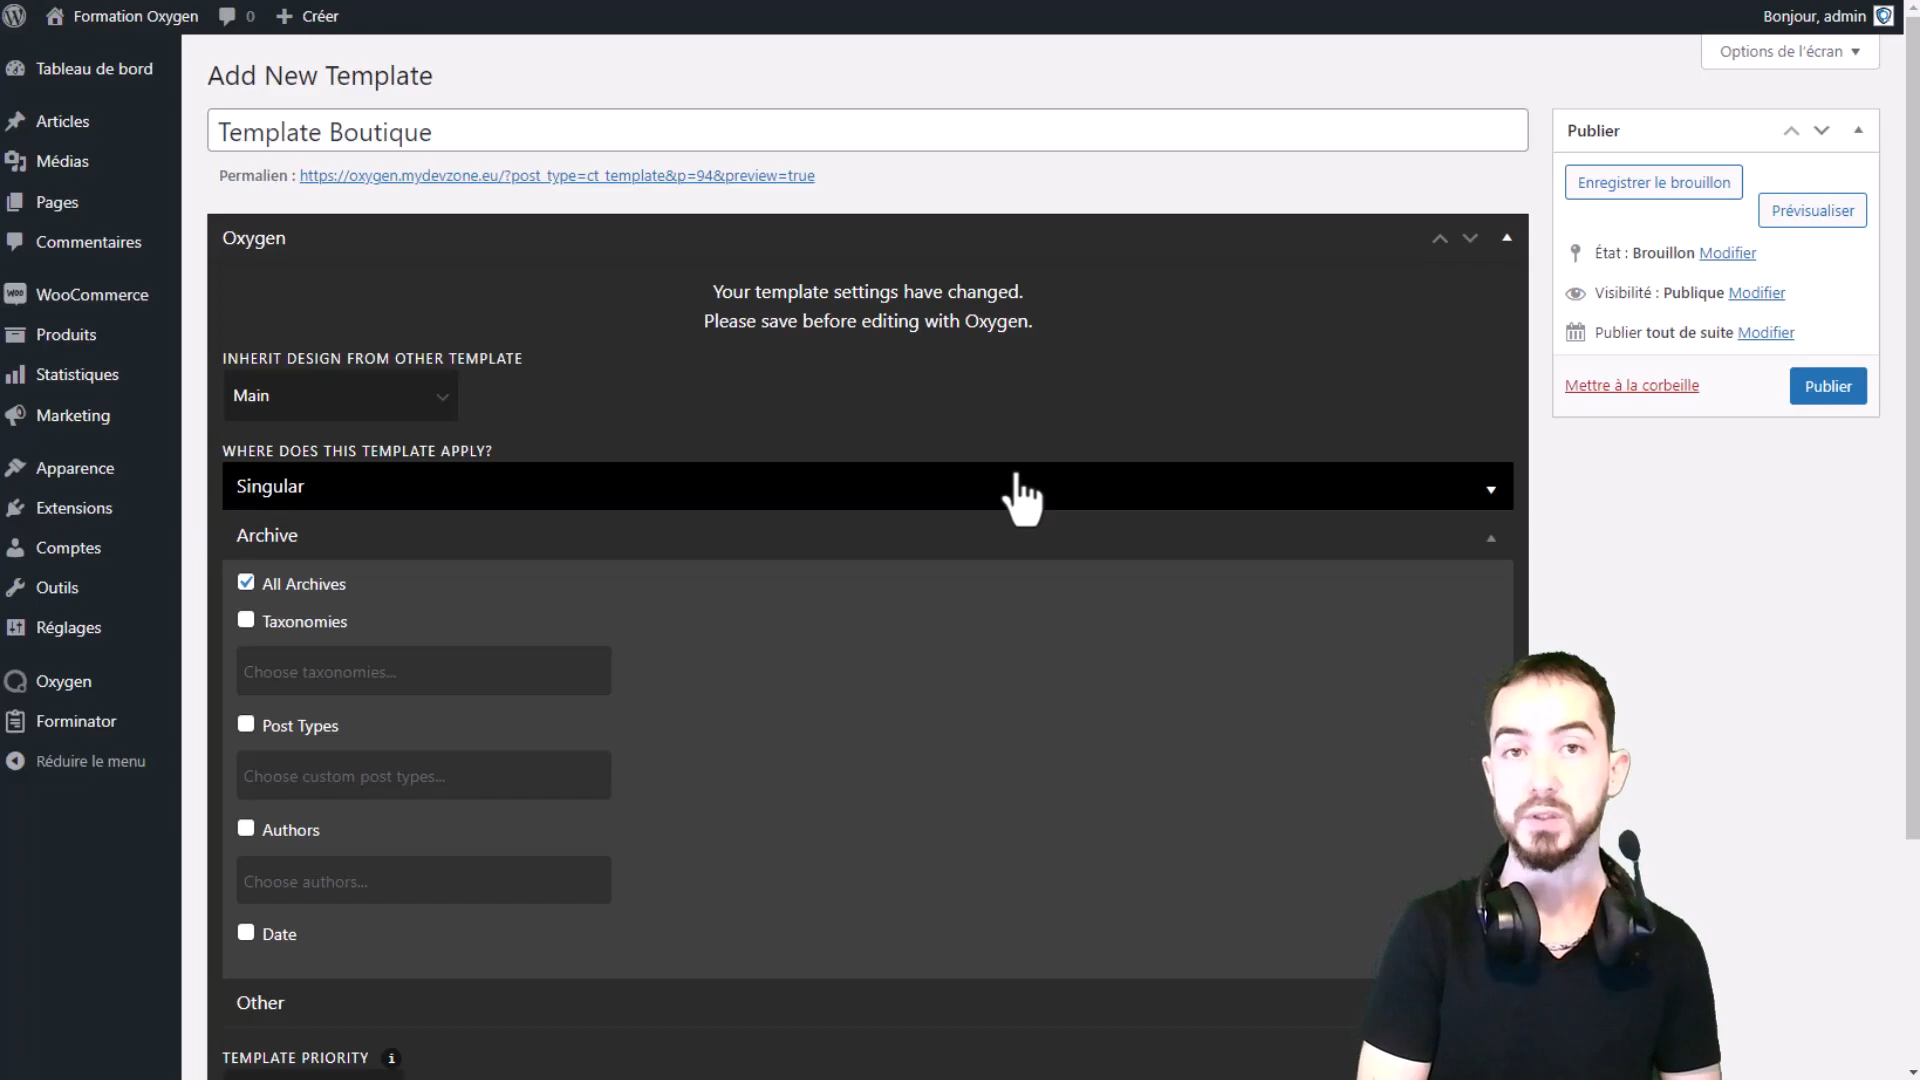 Formation Oxygen
0
Créer
Bonjour, admin
Options de l'écran
Tableau de bord
Articles
Médias
Pages
Commentaires
WooCommerce
Produits
Statistiques
Marketing
Apparence
Extensions
Comptes
Outils
Réglages
Oxygen
Forminator
Réduire le menu
Add New Template
Template Boutique
Permalien : https://oxygen.mydevzone.eu/?post_type=ct_template&p=94&preview=true
Oxygen
Your template settings have changed.
Please save before editing with Oxygen.
INHERIT DESIGN FROM OTHER TEMPLATE
Main
WHERE DOES THIS TEMPLATE APPLY?
Singular
Archive
All Archives
Taxonomies
Choose taxonomies...
Post Types
Choose custom post types...
Authors
Choose authors...
Date
Other
TEMPLATE PRIORITY i
Publier
Enregistrer le brouillon
Prévisualiser
État : Brouillon Modifier
Visibilité : Publique Modifier
Publier tout de suite Modifier
Mettre à la corbeille
Publier